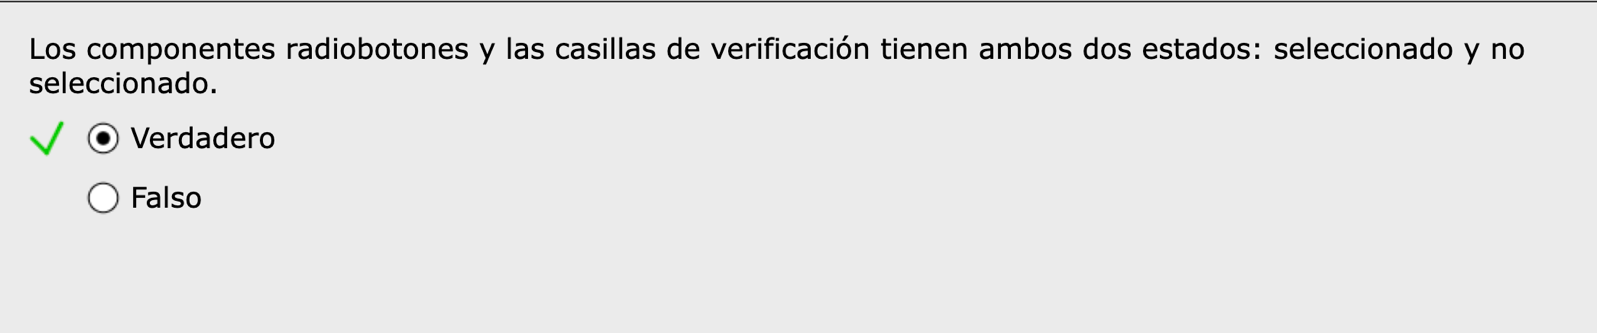 Los componentes radiobotones y las casillas de verificación tienen ambos dos estados: seleccionado y no
seleccionado.
Verdadero
Falso